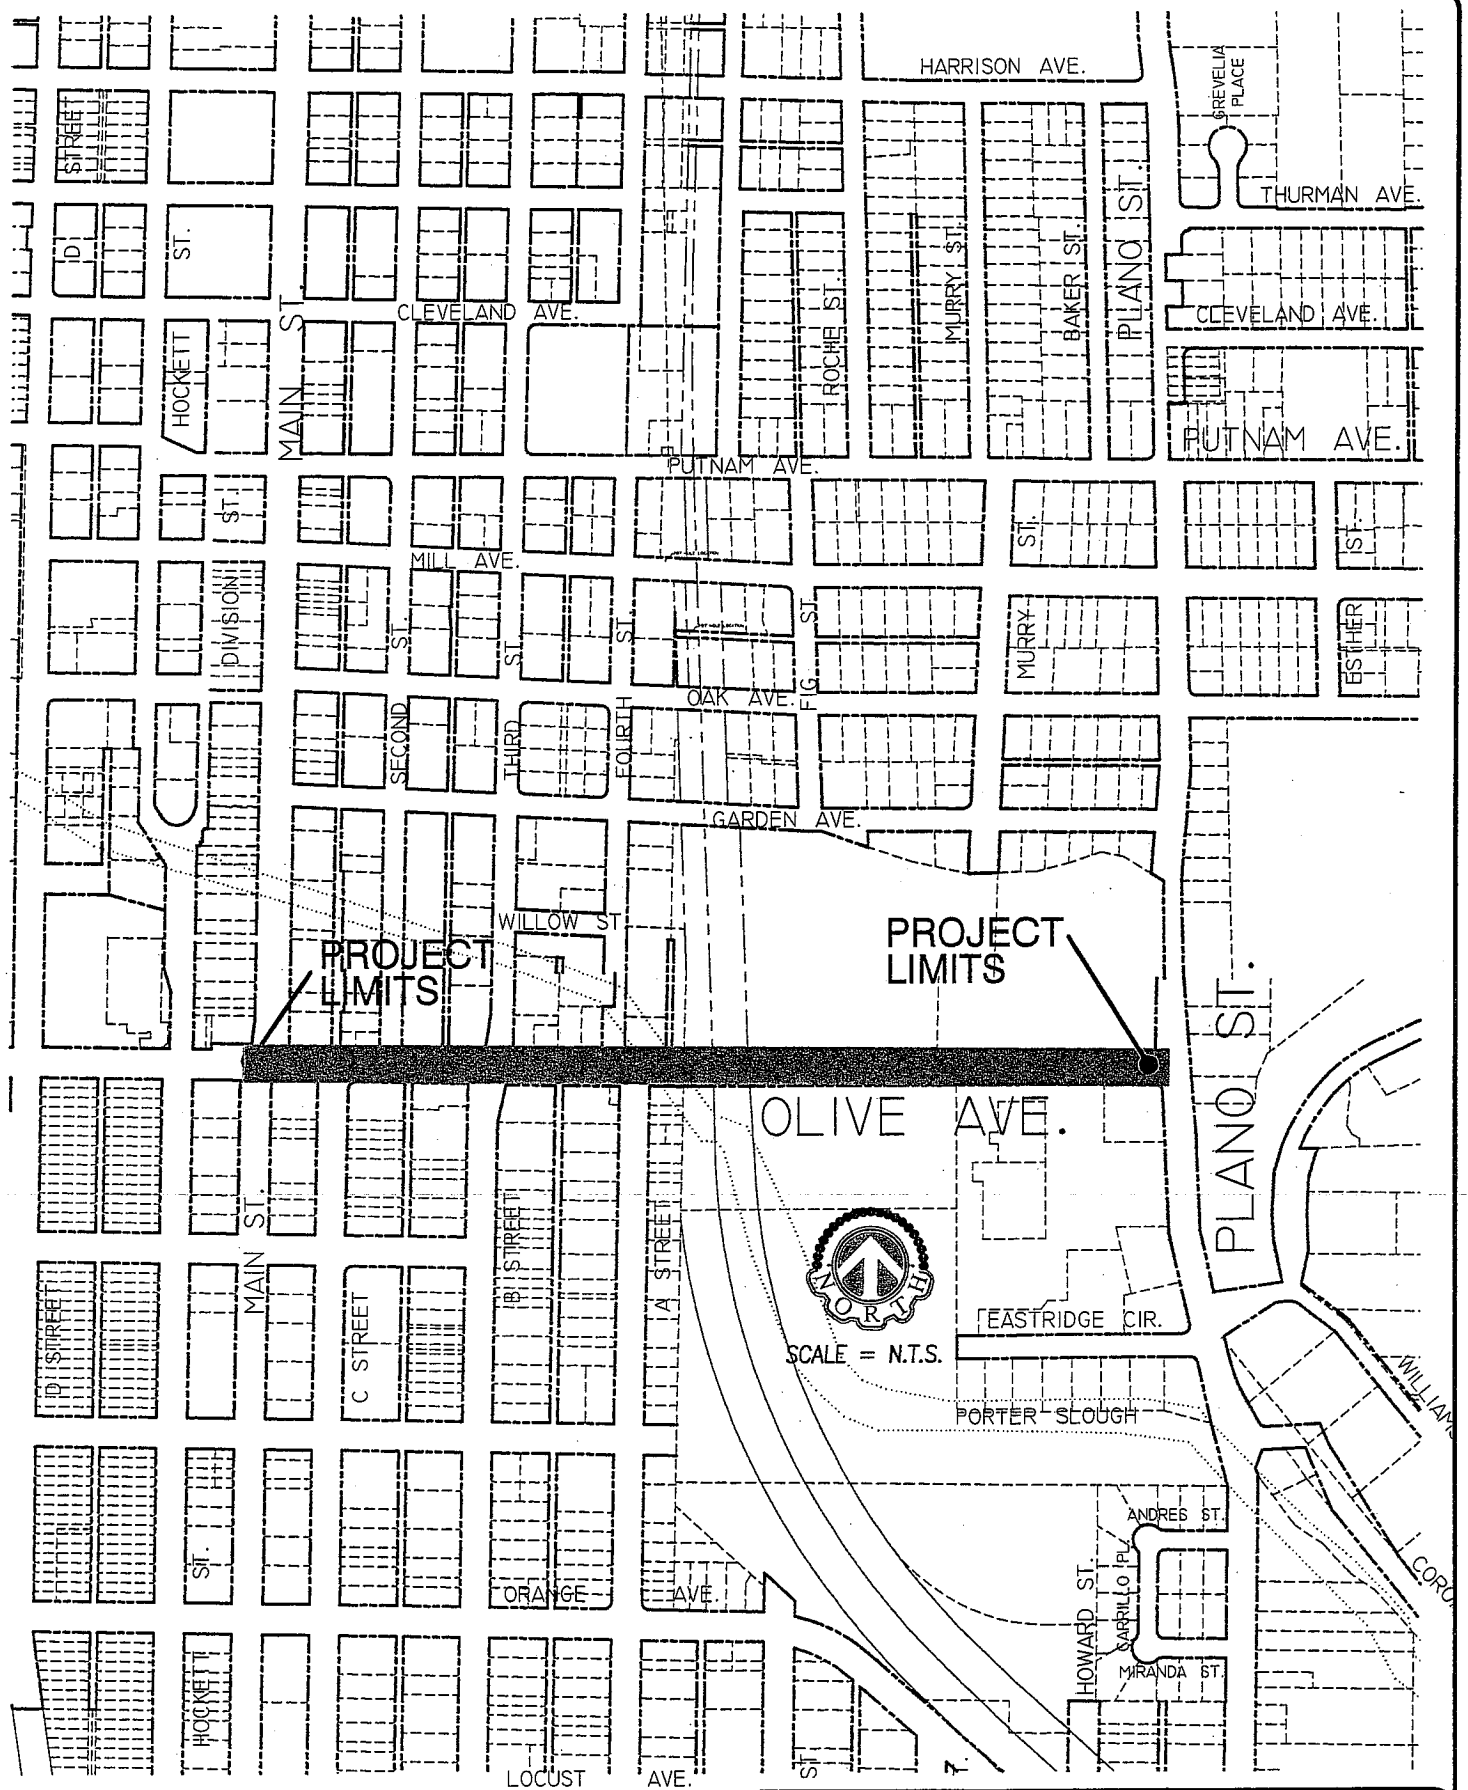 HARRISON AVE.
GREVELIA
PLACE
STREET
THURMAN AVE.
D
ST.
PLANO ST.
MURRY ST.
BAKER ST.
MAIN ST.
CLEVELAND AVE.
CLEVELAND AVE.
ROCHE ST.
HOCKETT
PUTNAM AVE.
PUTNAM AVE.
ST.
ST.
ST.
MILL AVE.
DIVISION
ST.
ST.
ST.
FIG ST.
MURRY
ESTHER
OAK AVE.
SECOND
THIRD
FOURTH
GARDEN AVE.
WILLOW ST
PROJECT
LIMITS
PROJECT
LIMITS
PLANO ST.
OLIVE AVE.
MAIN ST.
B STREET
A STREET
NORTH
D STREET
C STREET
EASTRIDGE CIR.
SCALE = N.T.S.
PORTER SLOUGH
WILLIAMS
ANDRES ST.
ST.
CARRILLO PL.
HOWARD ST.
ORANGE AVE.
MIRANDA ST.
HOCKETT
ST
LOCUST AVE.